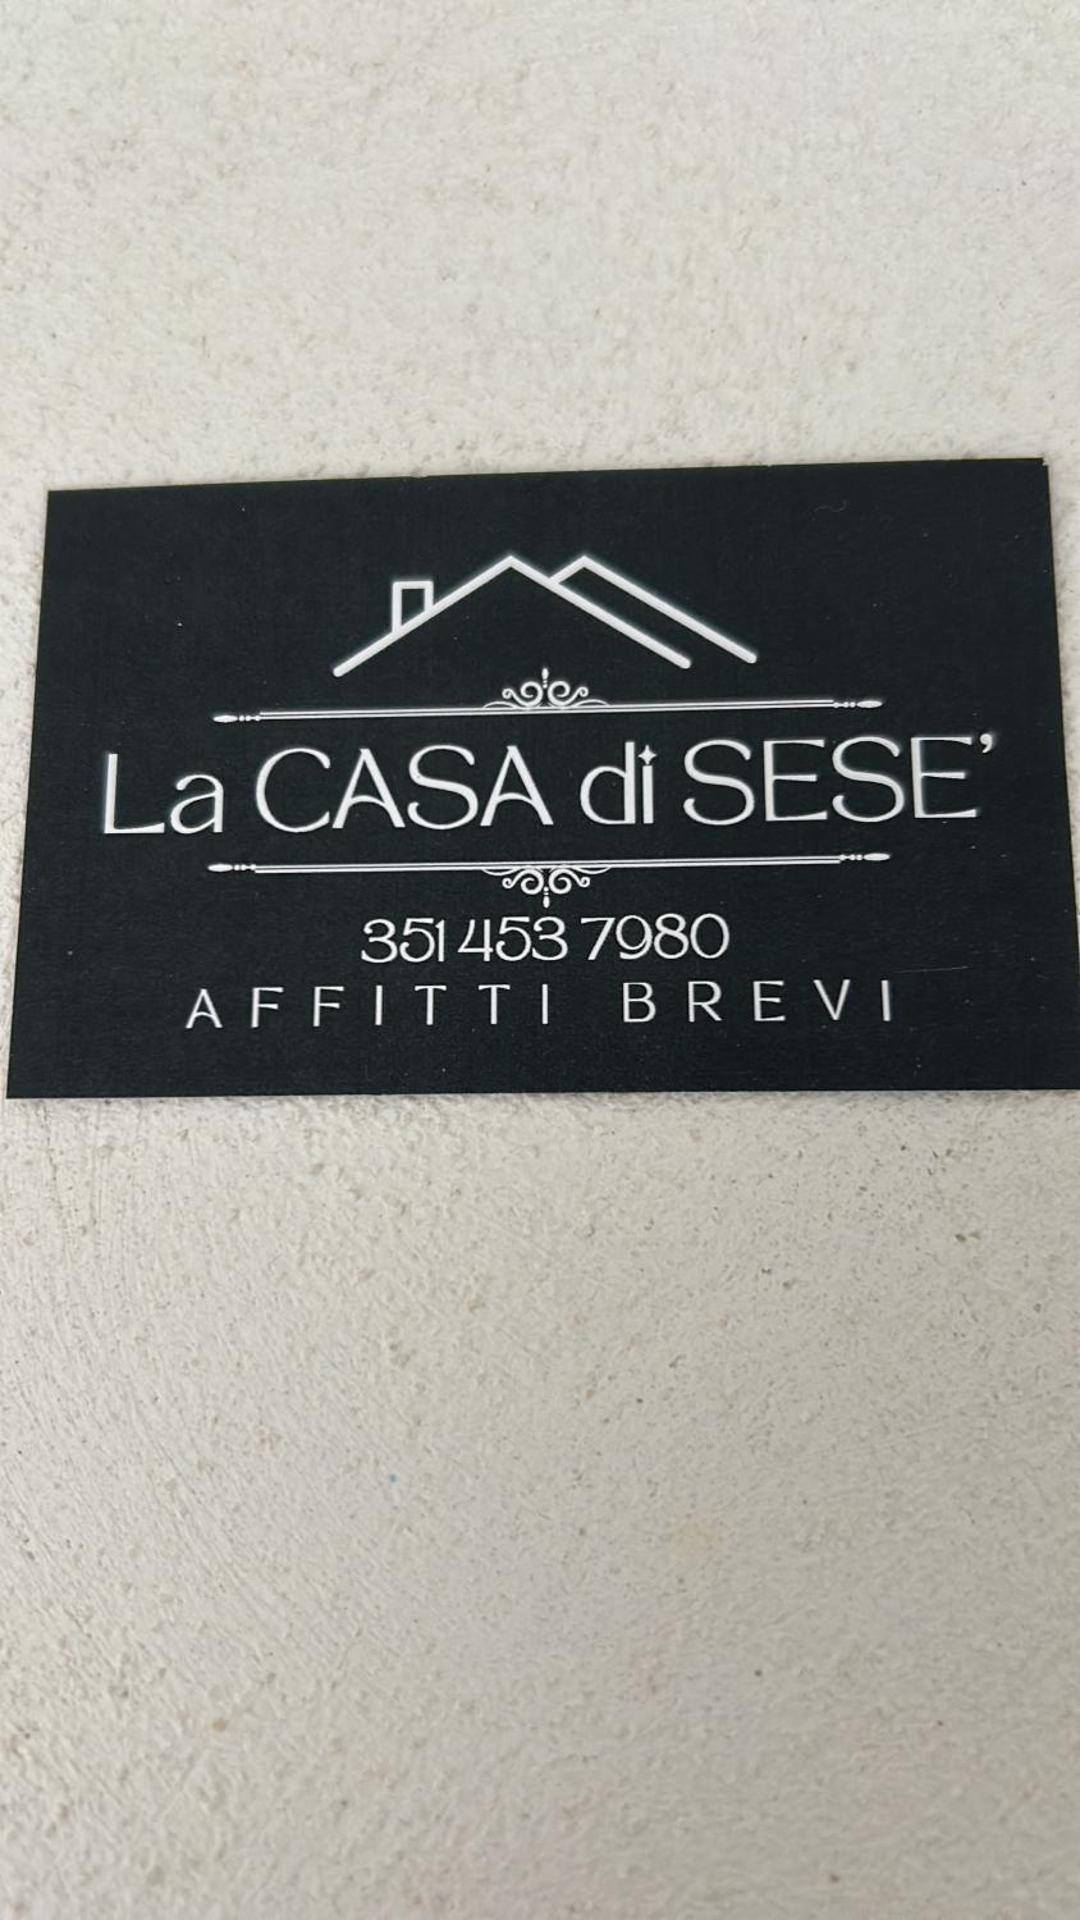 La CASA di SESE'
351 453 7980
AFFITTI BREVI